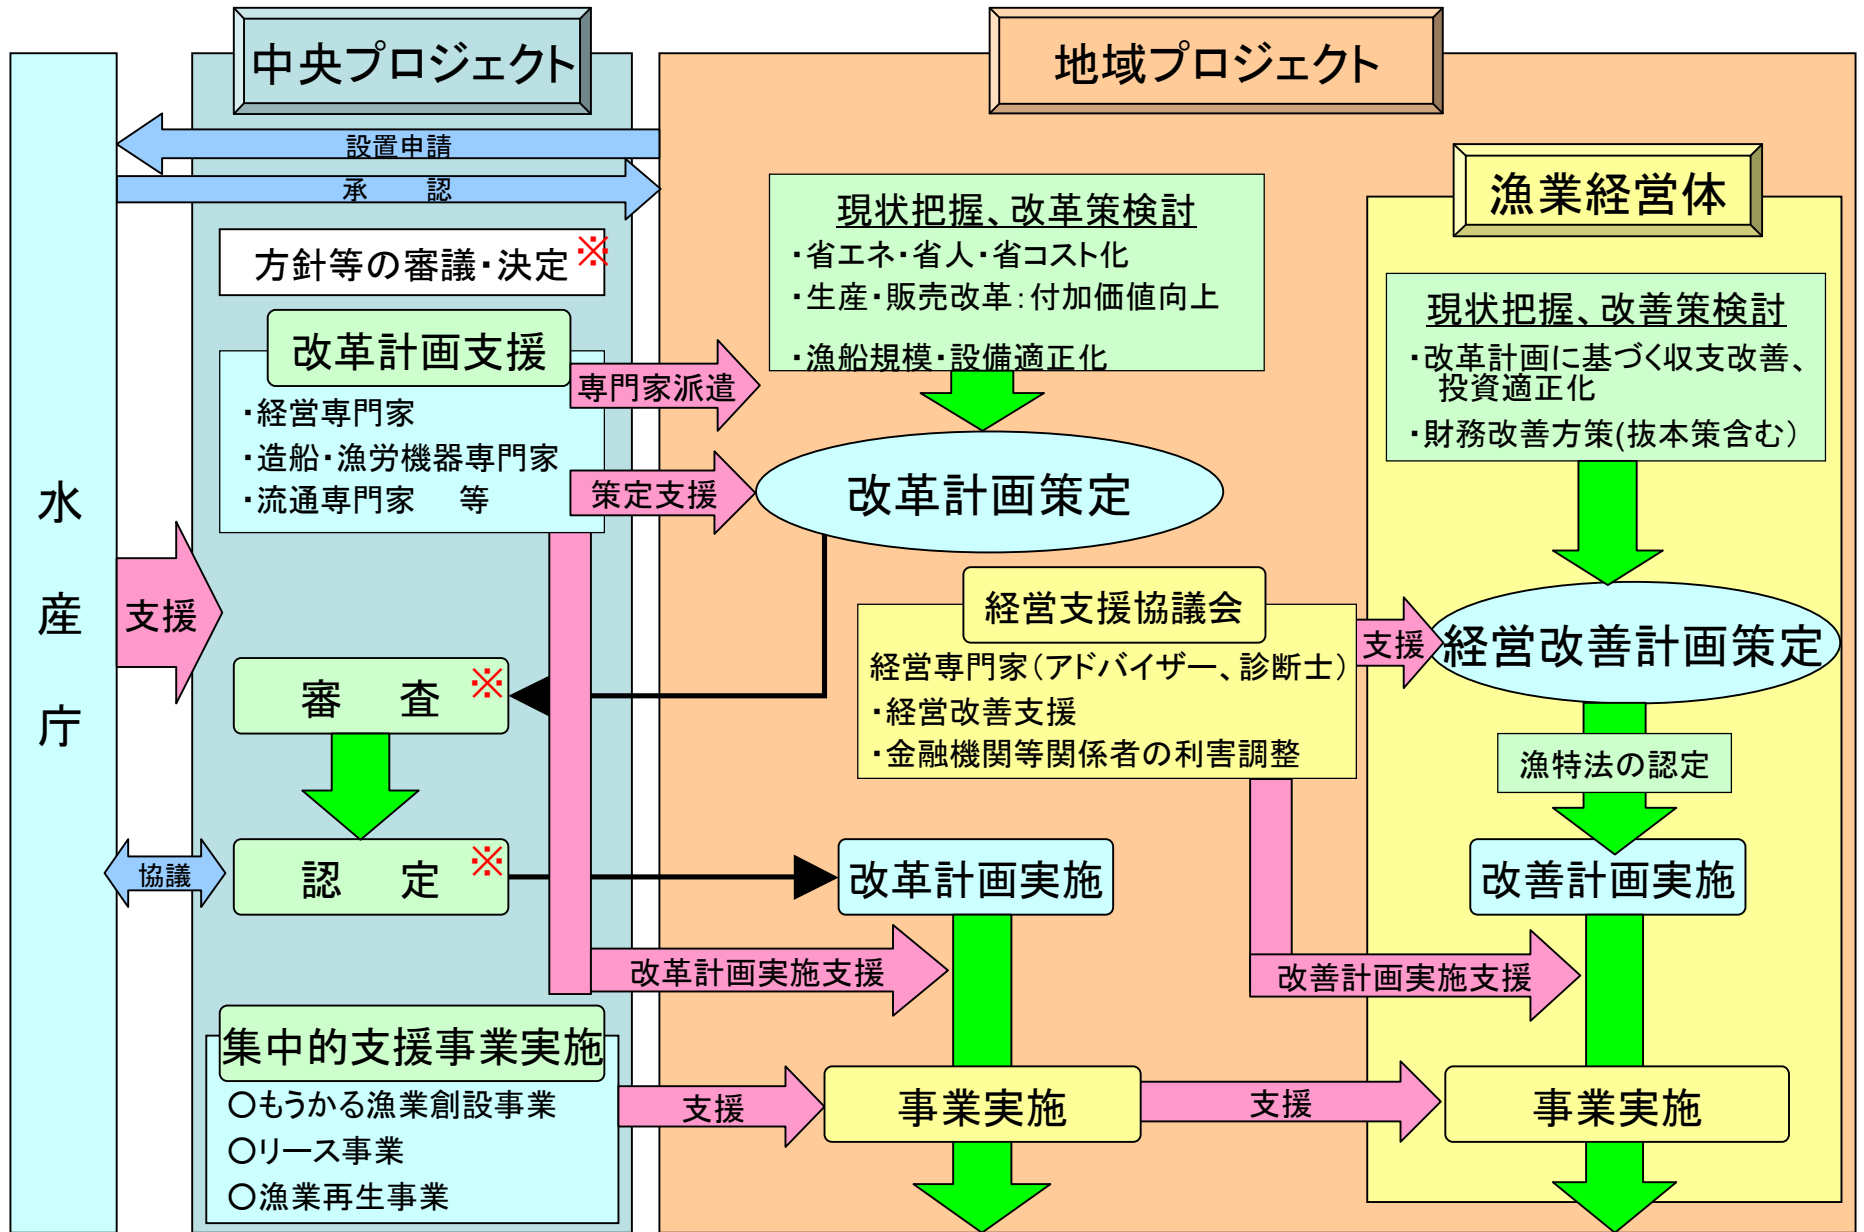 中央プロジェクト
地域プロジェクト
水産庁
設置申請
承　認
方針等の審議・決定※
改革計画支援
・経営専門家
・造船・漁労機器専門家
・流通専門家　等
専門家派遣
策定支援
支援
現状把握、改革策検討
・省エネ・省人・省コスト化
・生産・販売改革：付加価値向上
・漁船規模・設備適正化
改革計画策定
漁業経営体
現状把握、改善策検討
・改革計画に基づく収支改善、
投資適正化
・財務改善方策(抜本策含む）
経営支援協議会
経営専門家（アドバイザー、診断士）
・経営改善支援
・金融機関等関係者の利害調整
支援
経営改善計画策定
漁特法の認定
審　査※
認　定※
協議
改革計画実施
改善計画実施
改革計画実施支援
改善計画実施支援
集中的支援事業実施
○もうかる漁業創設事業
○リース事業
○漁業再生事業
支援
事業実施
支援
事業実施